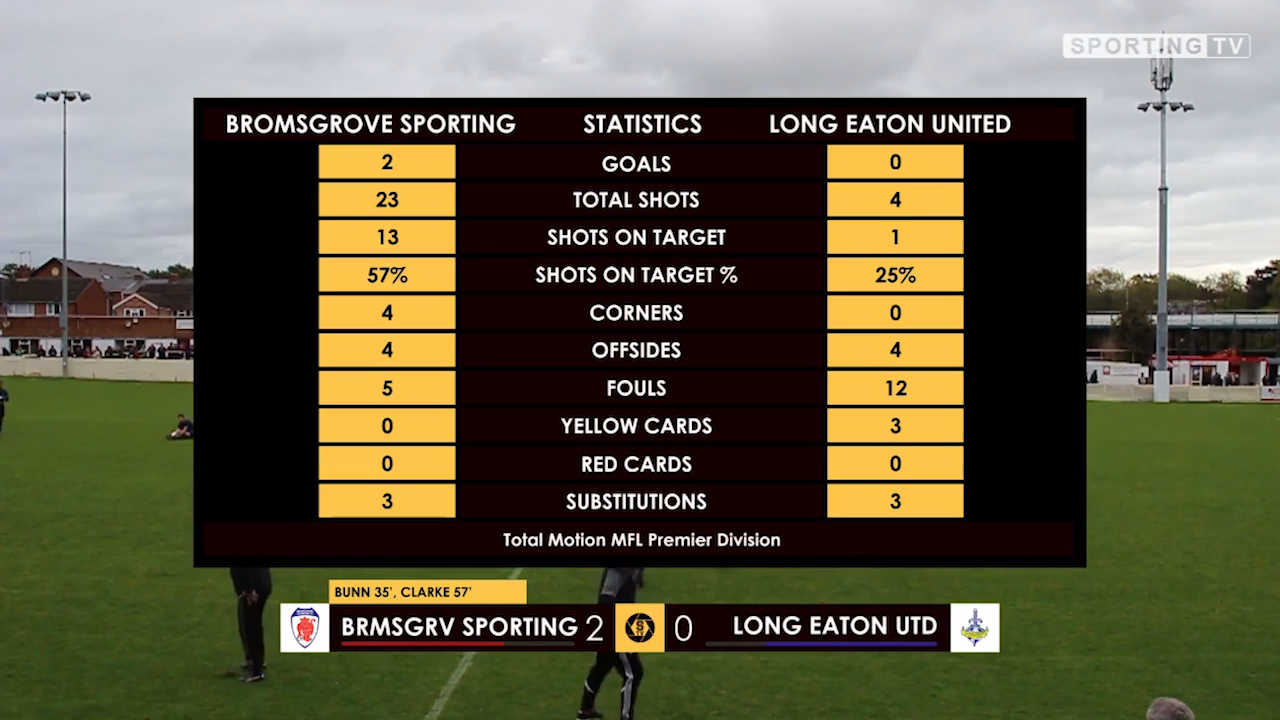 SPORTING TV
BROMSGROVE SPORTING STATISTICS LONG EATON UNITED
2 GOALS 0
23 TOTAL SHOTS 4
13 SHOTS ON TARGET 1
57% SHOTS ON TARGET % 25%
4 CORNERS 0
4 OFFSIDES 4
5 FOULS 12
0 YELLOW CARDS 3
0 RED CARDS 0
3 SUBSTITUTIONS 3
Total Motion MFL Premier Division
BUNN 35', CLARKE 57'
BRMSGRV SPORTING 2 0 LONG EATON UTD